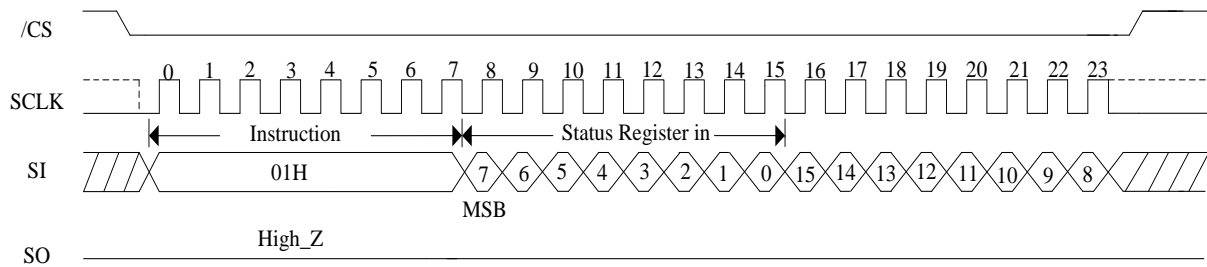 /CS
0 1 2 3 4 5 6 7 8 9 10 11 12 13 14 15 16 17 18 19 20 21 22 23
SCLK
Instruction Status Register in
SI 01H 7 6 5 4 3 2 1 0 15 14 13 12 11 10 9 8
MSB
High_Z
SO